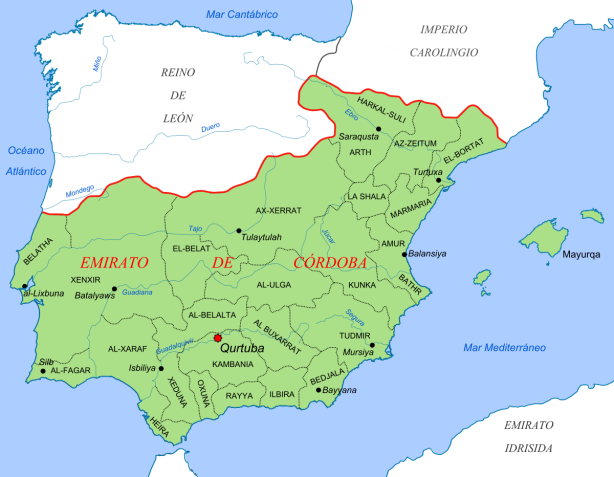 Mar Cantábrico
IMPERIO
CAROLINGIO
Miño
REINO
DE
LEÓN
HARKAL-SULI
Ebro
Duero
Saraqusta
AZ-ZEITUM
EL-BORTAT
ARTH
Océano
Atlántico
Turtuxa
Mondego
LA SHALA
MARMARIA
AX-XERRAT
Tajo
Tulaytulah
Júcar
BELATHA
EL-BELAT
AMUR
Balansiya
Mayurqa
EMIRATO DE CÓRDOBA
XENXIR
al-Lixbuna
Batalyaws
Guadiana
AL-ULGA
KUNKA
BATHR
AL-BELALTA
AL BUXARRAT
Segura
TUDMIR
Mursiya
AL-XARAF
Guadalquivir
Qurtuba
Mar Mediterráneo
Silb
AL-FAGAR
Isbiliya
KAMBANIA
BEDJALA
Bayyana
XEDUNA
OXUNA
RAYYA
ILBIRA
HEIRA
EMIRATO
IDRISIDA